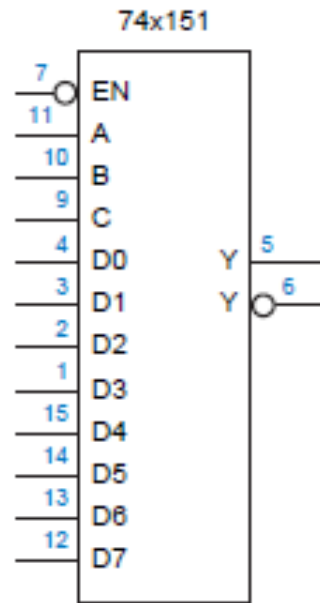 74x151
7 EN
11 A
10 B
9 C
4 D0 Y 5
3 D1 Y 6
2 D2
1 D3
15 D4
14 D5
13 D6
12 D7